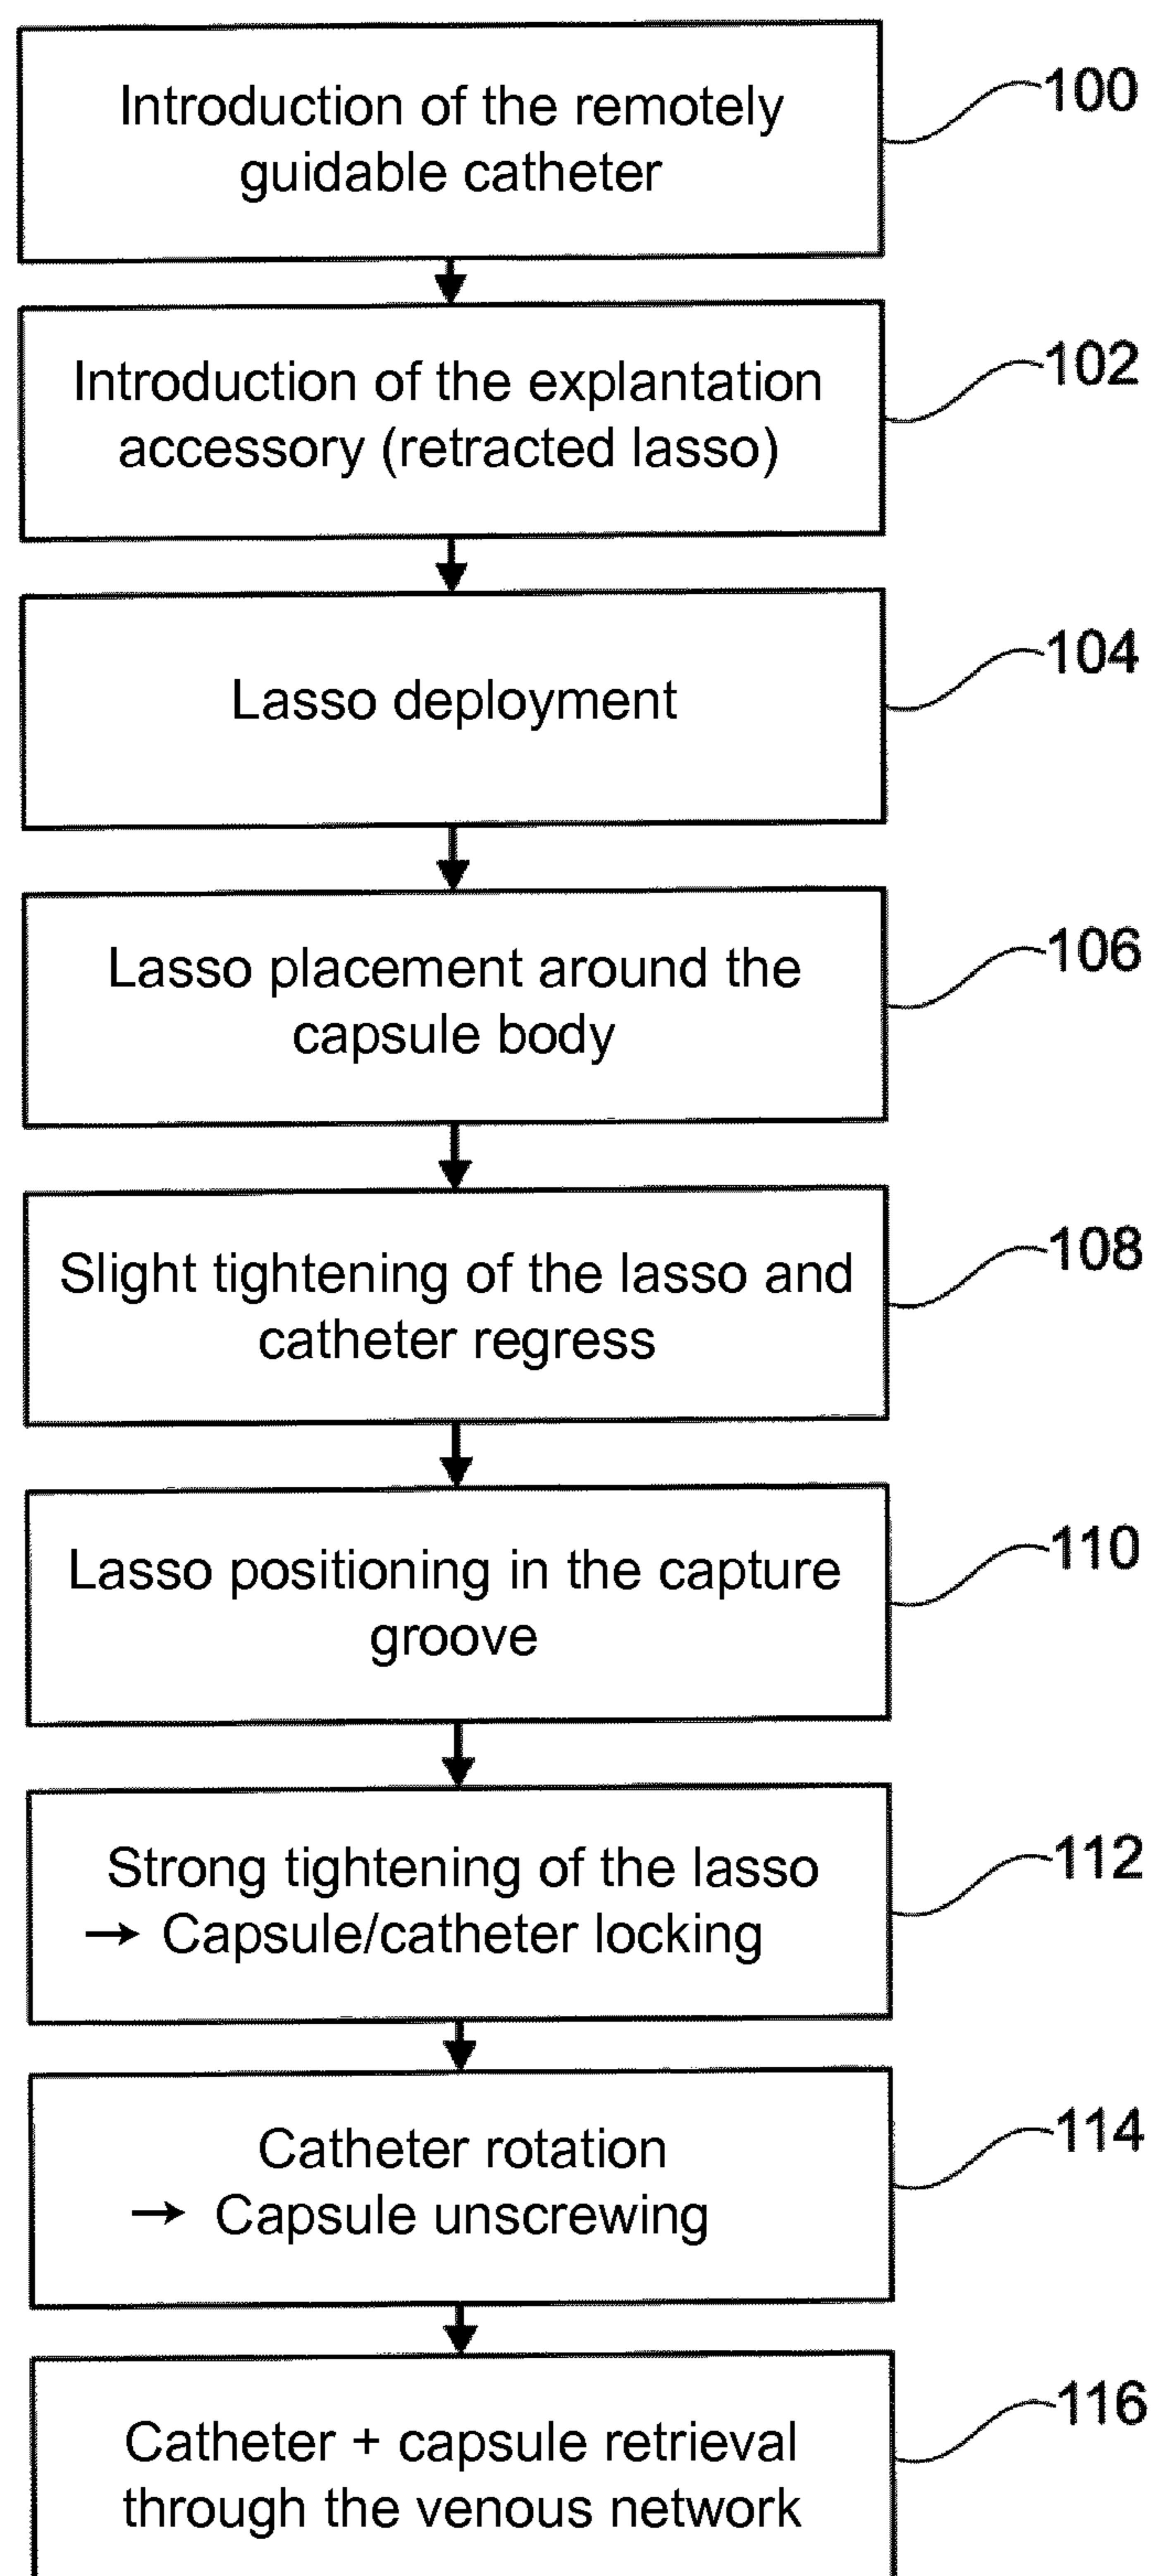 Introduction of the remotely
guidable catheter
100
Introduction of the explantation
accessory (retracted lasso)
102
Lasso deployment
104
Lasso placement around the
capsule body
106
Slight tightening of the lasso and
catheter regress
108
Lasso positioning in the capture
groove
110
Strong tightening of the lasso
→ Capsule/catheter locking
112
Catheter rotation
→ Capsule unscrewing
114
Catheter + capsule retrieval
through the venous network
116